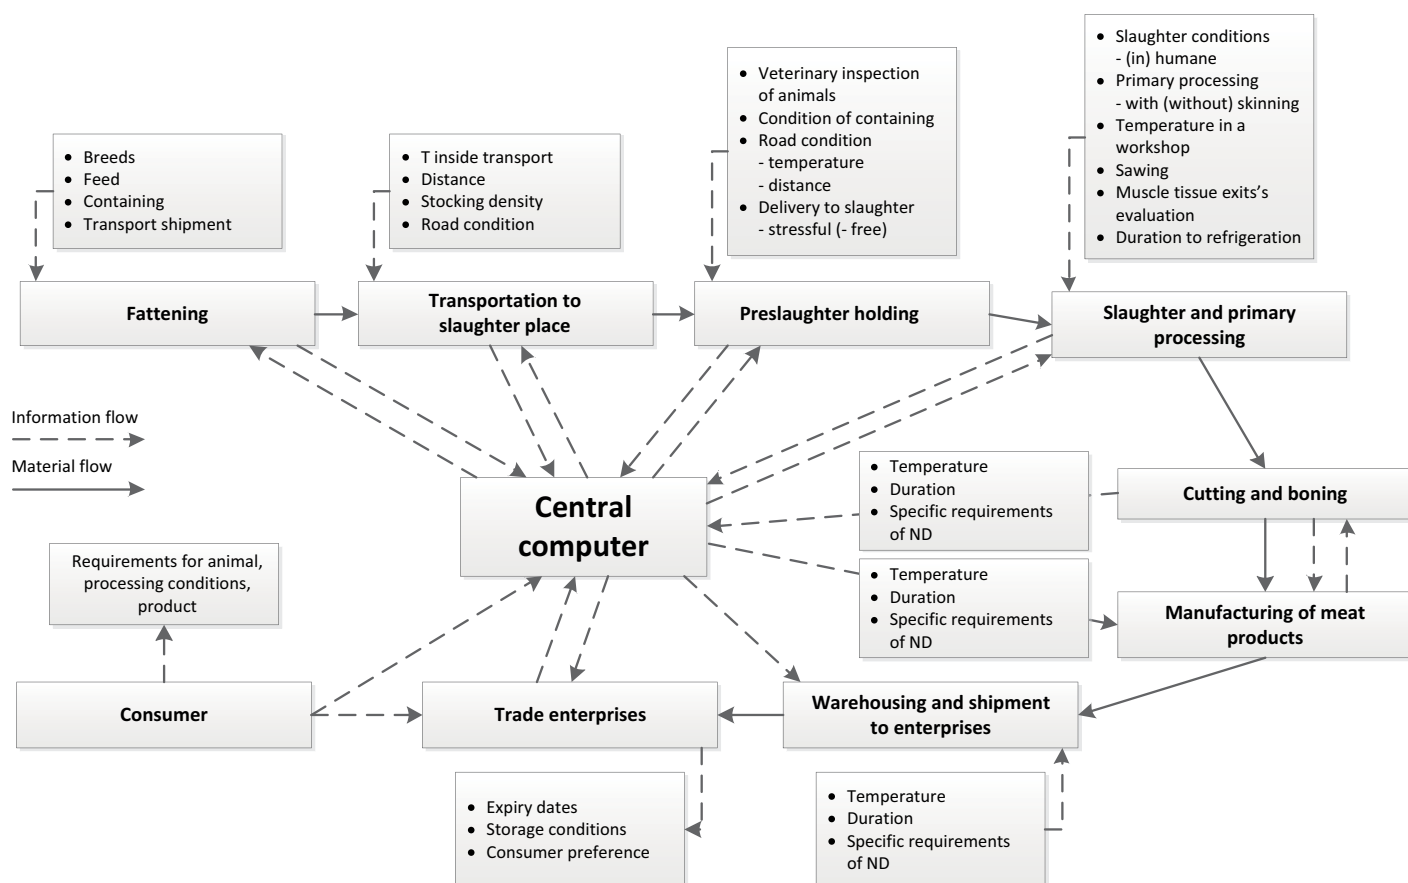 • Slaughter conditions
- (in) humane
• Primary processing
- with (without) skinning
• Temperature in a
workshop
• Sawing
• Muscle tissue exits's
evaluation
• Duration to refrigeration
• Veterinary inspection
of animals
• Condition of containing
• Road condition
- temperature
- distance
• Delivery to slaughter
- stressful (- free)
• Breeds
• Feed
• Containing
• Transport shipment
• T inside transport
• Distance
• Stocking density
• Road condition
Fattening
Transportation to
slaughter place
Preslaughter holding
Slaughter and primary
processing
Information flow
Material flow
Central
computer
• Temperature
• Duration
• Specific requirements
of ND
Cutting and boning
• Temperature
• Duration
• Specific requirements
of ND
Manufacturing of meat
products
Requirements for animal,
processing conditions,
product
Consumer
Trade enterprises
Warehousing and shipment
to enterprises
• Expiry dates
• Storage conditions
• Consumer preference
• Temperature
• Duration
• Specific requirements
of ND